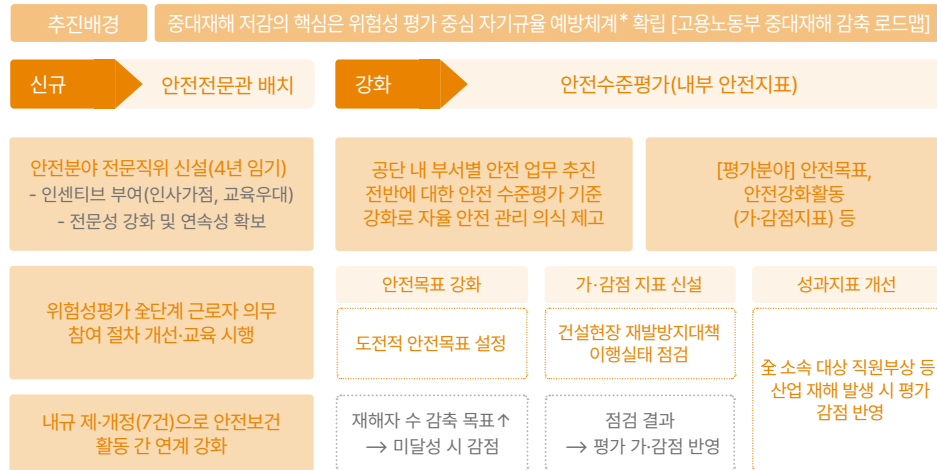 추진배경
중대재해 저감의 핵심은 위험성 평가 중심 자기규율 예방체계* 확립 [고용노동부 중대재해 감축 로드맵]
신규
안전전문관 배치
강화
안전수준평가(내부 안전지표)
안전분야 전문직위 신설(4년 임기)
- 인센티브 부여(인사가점, 교육우대)
- 전문성 강화 및 연속성 확보
공단 내 부서별 안전 업무 추진
전반에 대한 안전 수준평가 기준
강화로 자율 안전 관리 의식 제고
[평가분야] 안전목표,
안전강화활동
(가·감점지표) 등
위험성평가 全단계 근로자 의무
참여 절차 개선·교육 시행
내규 제·개정(7건)으로 안전보건
활동 간 연계 강화
안전목표 강화
도전적 안전목표 설정
재해자 수 감축 목표↑
→ 미달성 시 감점
가·감점 지표 신설
건설현장 재발방지대책
이행실태 점검
점검 결과
→ 평가 가·감점 반영
성과지표 개선
全 소속 대상 직원부상 등
산업 재해 발생 시 평가
감점 반영